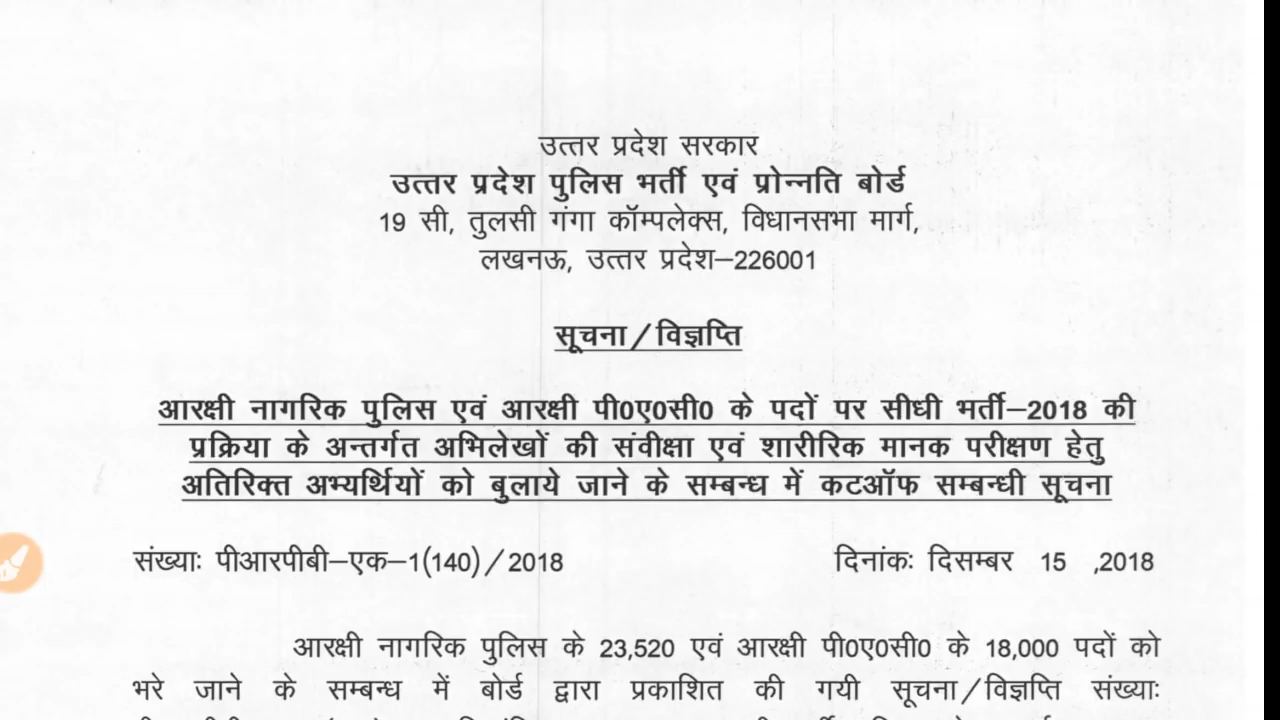 उत्तर प्रदेश सरकार
उत्तर प्रदेश पुलिस भर्ती एवं प्रोन्नति बोर्ड
19 सी, तुलसी गंगा कॉम्पलेक्स, विधानसभा मार्ग,
लखनऊ, उत्तर प्रदेश–226001
सूचना/विज्ञप्ति
आरक्षी नागरिक पुलिस एवं आरक्षी पी0ए0सी0 के पदों पर सीधी भर्ती–2018 की
प्रक्रिया के अन्तर्गत अभिलेखों की संवीक्षा एवं शारीरिक मानक परीक्षण हेतु
अतिरिक्त अभ्यर्थियों को बुलाये जाने के सम्बन्ध में कटऑफ सम्बन्धी सूचना
संख्याः पीआरपीबी–एक–1(140)/2018 दिनांकः दिसम्बर 15 ,2018
आरक्षी नागरिक पुलिस के 23,520 एवं आरक्षी पी0ए0सी0 के 18,000 पदों को
भरे जाने के सम्बन्ध में बोर्ड द्वारा प्रकाशित की गयी सूचना/विज्ञप्ति संख्याः